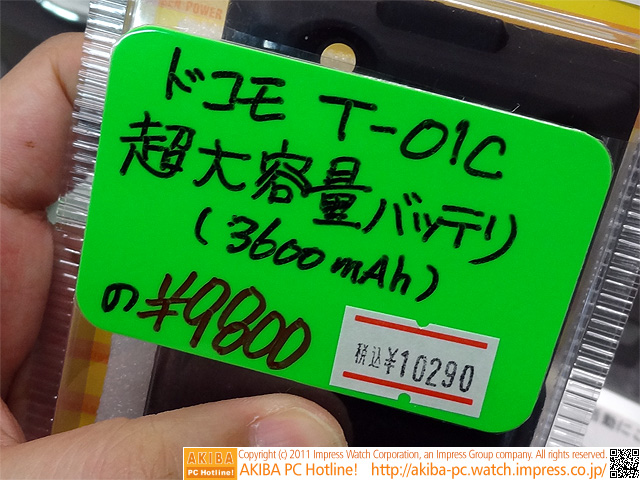 ドコモ T-01C
超大容量バッテリ
(3600mAh)
の ¥9800
税込¥10290
AKIBA
PC Hotline!
Copyright (c) 2011 Impress Watch Corporation, an Impress Group company. All rights reserved.
AKIBA PC Hotline! http://akiba-pc.watch.impress.co.jp/